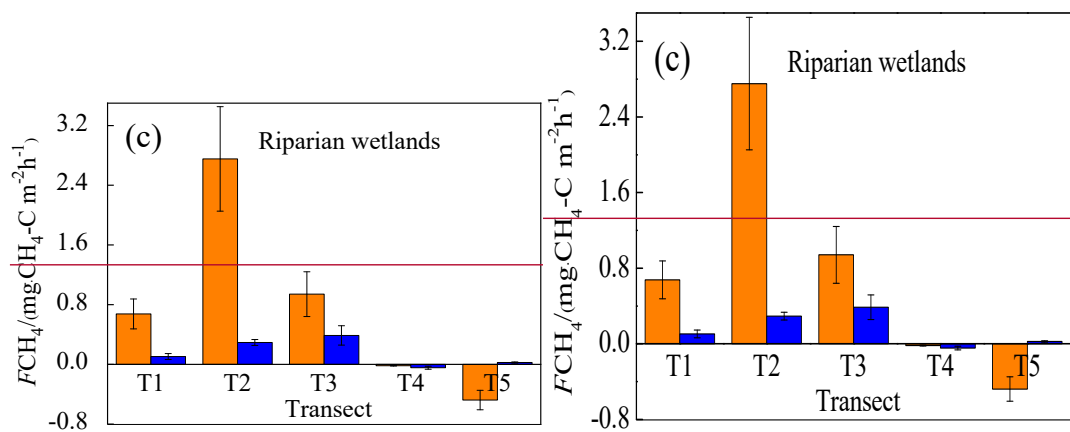 (c)
Riparian wetlands
FCH₄/(mg.CH₄-C m⁻²h⁻¹)
3.2
2.4
1.6
0.8
0.0
-0.8
T1 T2 T3 T4 T5
Transect
(c)
Riparian wetlands
FCH₄/(mg.CH₄-C m⁻²h⁻¹)
3.2
2.4
1.6
0.8
0.0
-0.8
T1 T2 T3 T4 T5
Transect